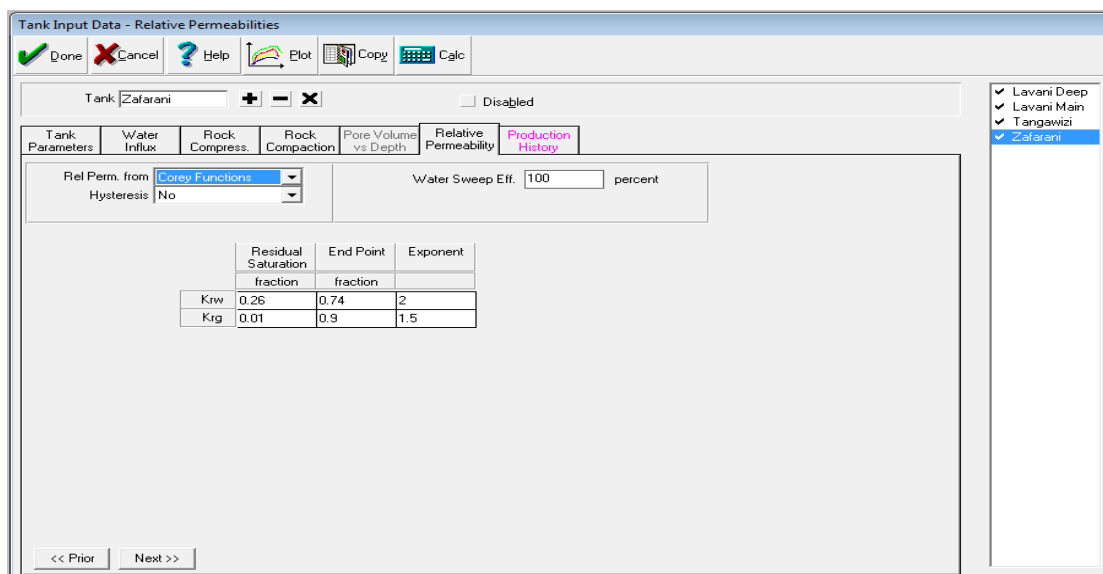 Tank Input Data - Relative Permeabilities
Done Cancel Help Plot Copy Calc
Tank Zafarani Disabled
Tank Parameters Water Influx Rock Compress. Rock Compaction Pore Volume vs Depth Relative Permeability Production History
Rel Perm. from Corey Functions
Hysteresis No
Water Sweep Eff. 100 percent
Residual Saturation End Point Exponent
fraction fraction
Krw 0.26 0.74 2
Krg 0.01 0.9 1.5
<< Prior Next >>
Lavani Deep
Lavani Main
Tangawizi
Zafarani